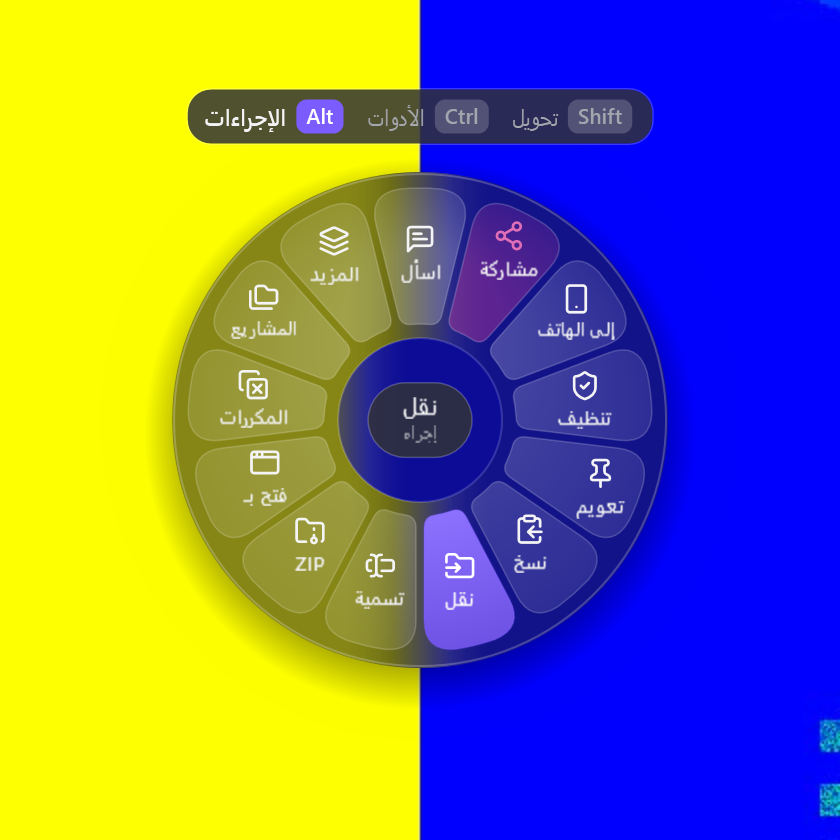 Shift تحويل Ctrl الأدوات Alt الإجراءات
اسأل
مشاركة
إلى الهاتف
تنظيف
تعويم
نسخ
نقل
تسمية
ZIP
فتح بـ
المكررات
المشاريع
المزيد
نقل
إجراء